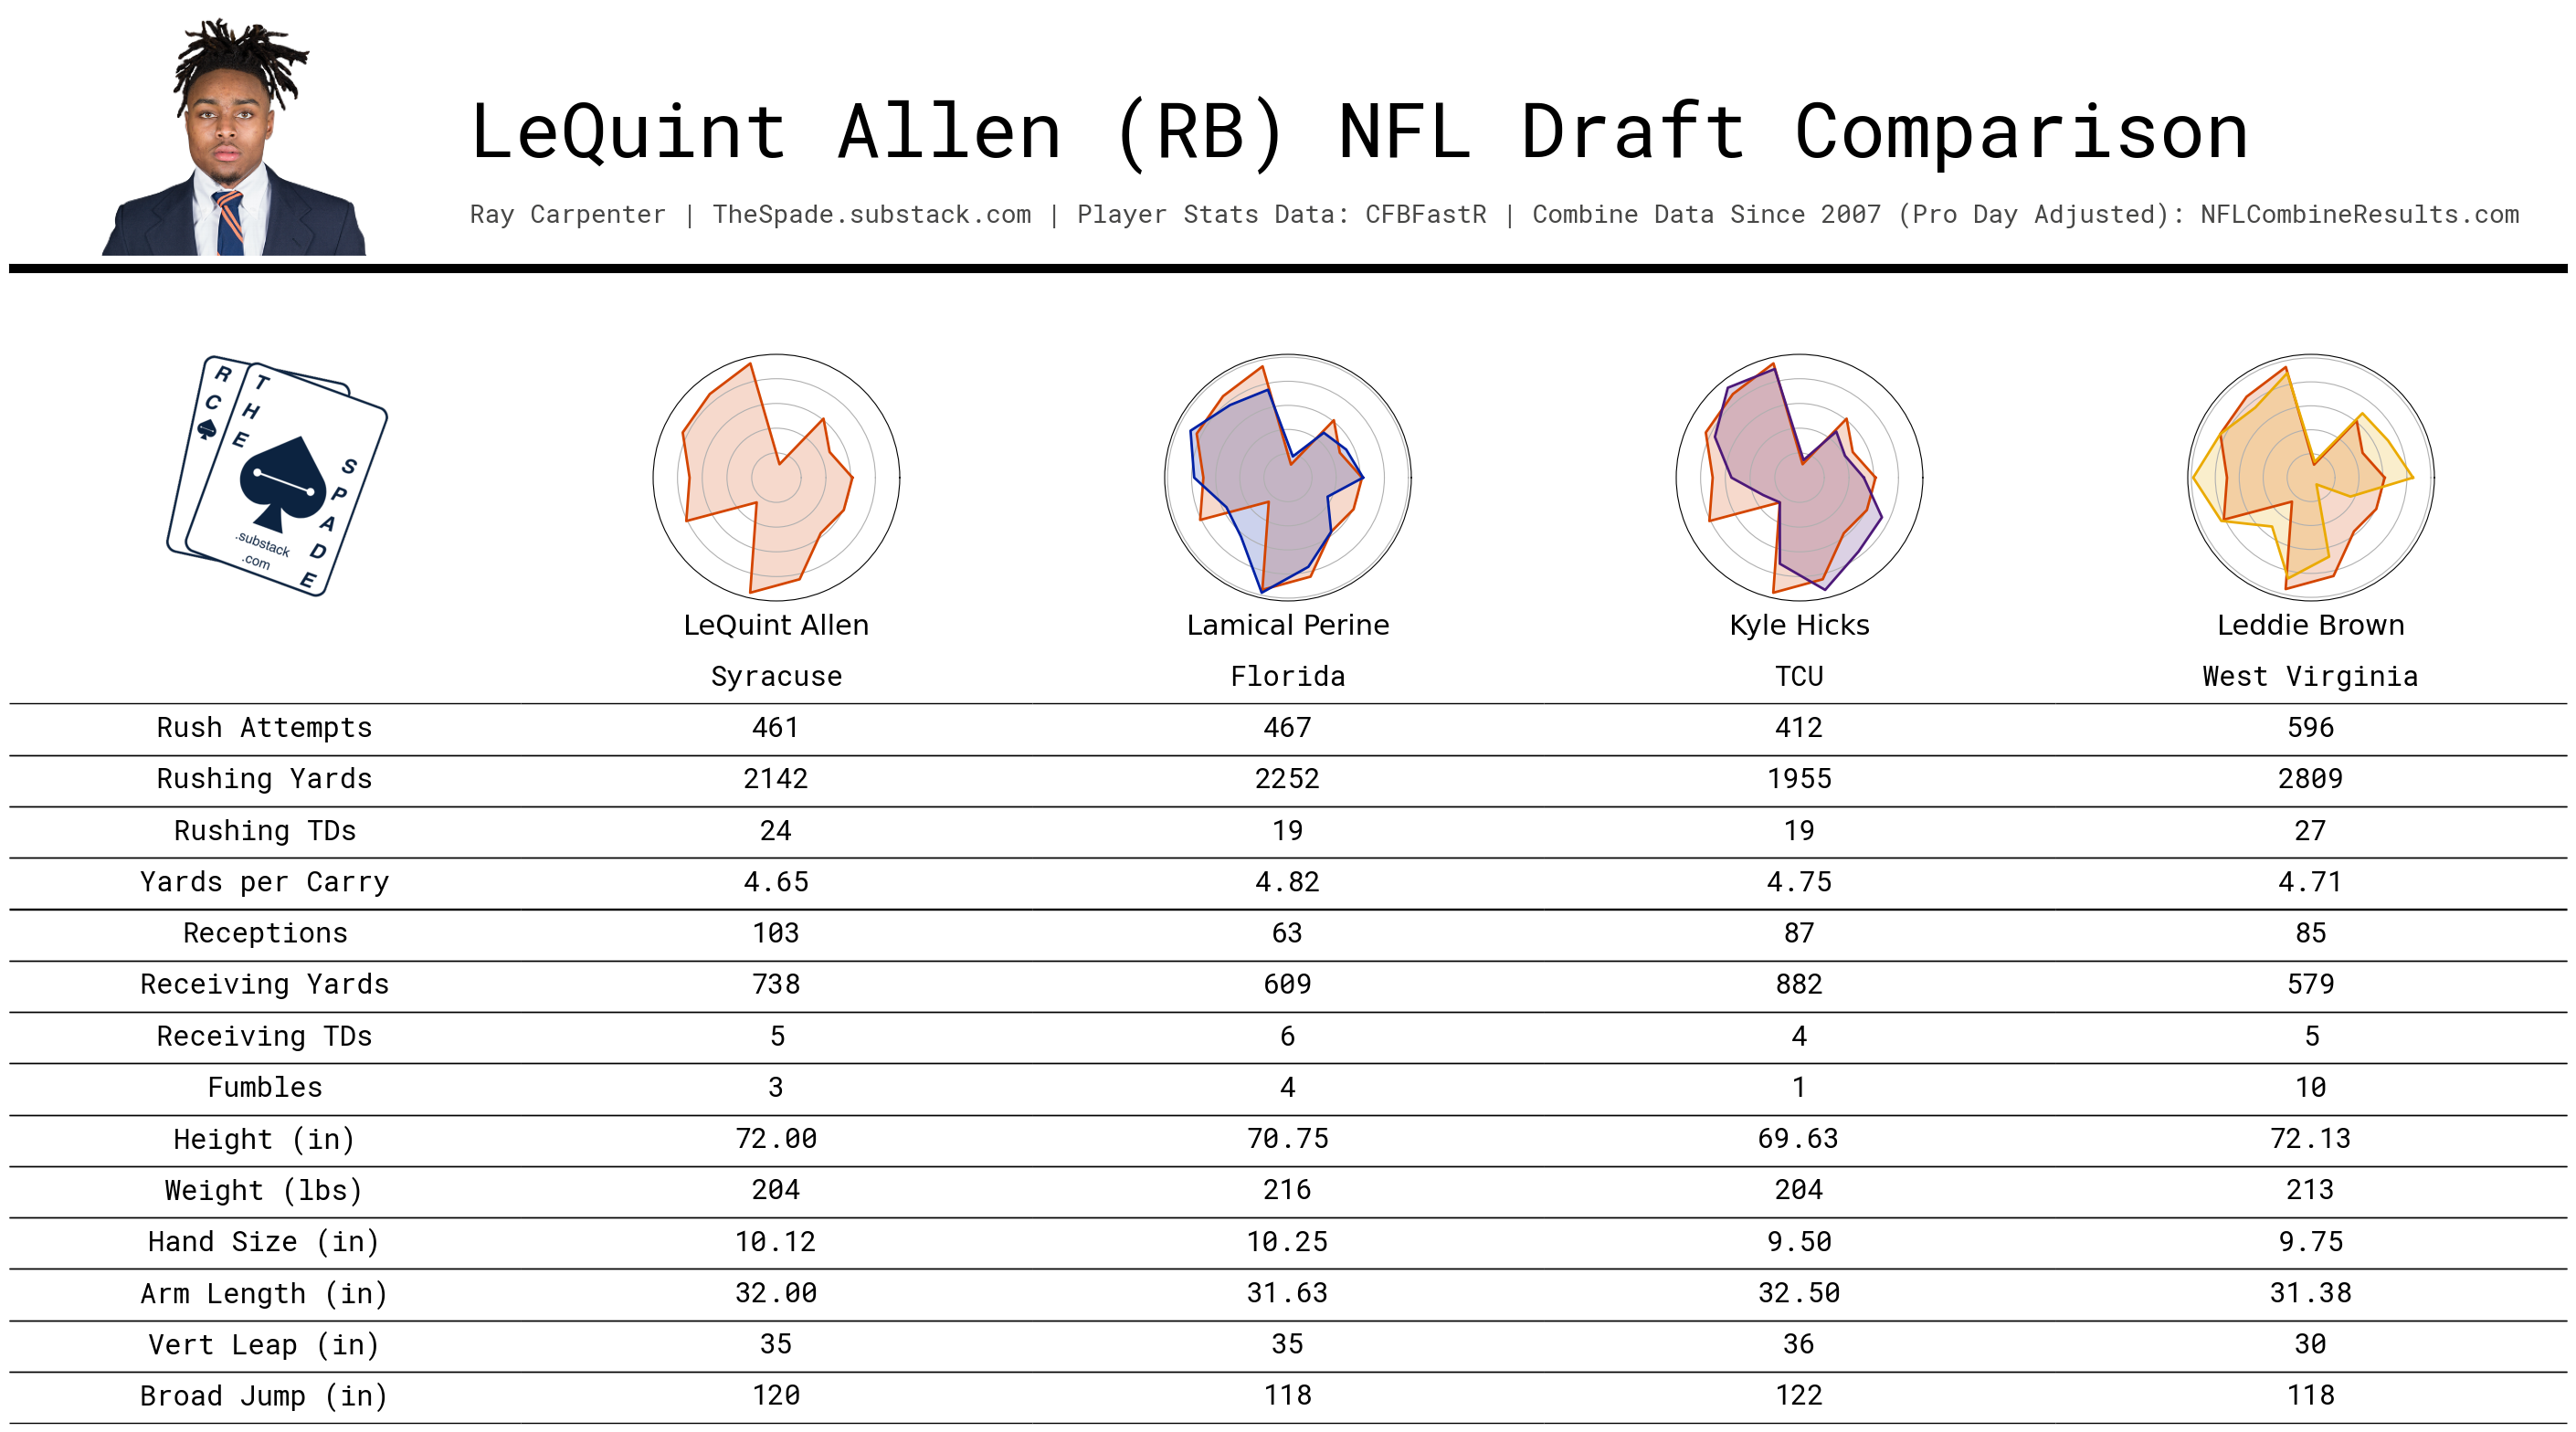 LeQuint Allen (RB) NFL Draft Comparison
Ray Carpenter | TheSpade.substack.com | Player Stats Data: CFBFastR | Combine Data Since 2007 (Pro Day Adjusted): NFLCombineResults.com
R C
THE
SPADE
.substack
.com
LeQuint Allen Lamical Perine Kyle Hicks Leddie Brown
Syracuse Florida TCU West Virginia
Rush Attempts 461 467 412 596
Rushing Yards 2142 2252 1955 2809
Rushing TDs 24 19 19 27
Yards per Carry 4.65 4.82 4.75 4.71
Receptions 103 63 87 85
Receiving Yards 738 609 882 579
Receiving TDs 5 6 4 5
Fumbles 3 4 1 10
Height (in) 72.00 70.75 69.63 72.13
Weight (lbs) 204 216 204 213
Hand Size (in) 10.12 10.25 9.50 9.75
Arm Length (in) 32.00 31.63 32.50 31.38
Vert Leap (in) 35 35 36 30
Broad Jump (in) 120 118 122 118